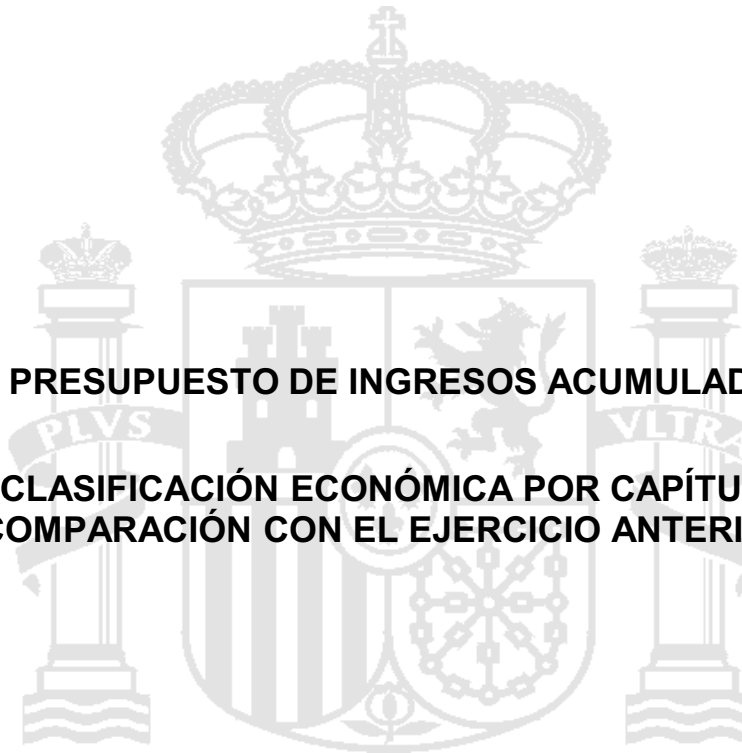 PRESUPUESTO DE INGRESOS ACUMULAD
PLVS
VLTRA
CLASIFICACIÓN ECONÓMICA POR CAPÍTU
COMPARACIÓN CON EL EJERCICIO ANTERI